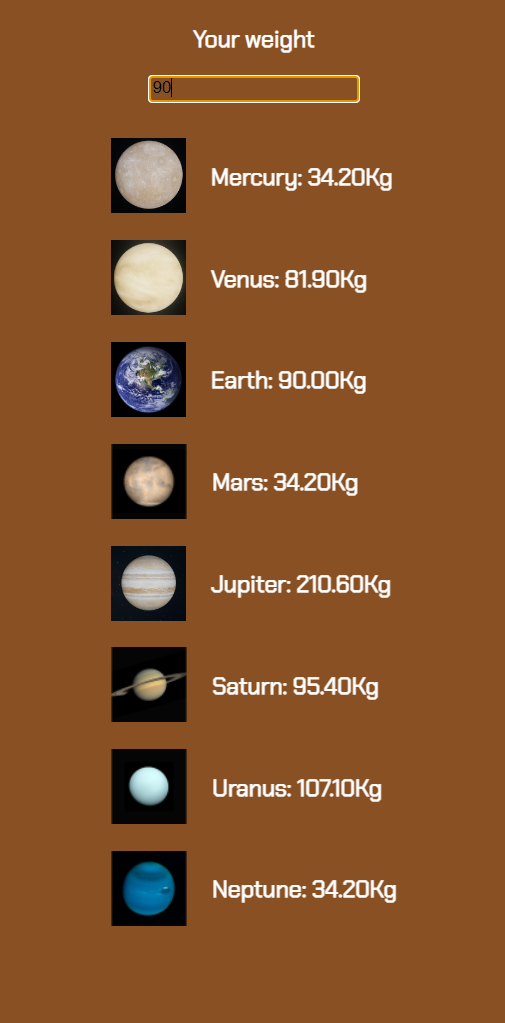 Your weight
90
Mercury: 34.20Kg
Venus: 81.90Kg
Earth: 90.00Kg
Mars: 34.20Kg
Jupiter: 210.60Kg
Saturn: 95.40Kg
Uranus: 107.10Kg
Neptune: 34.20Kg